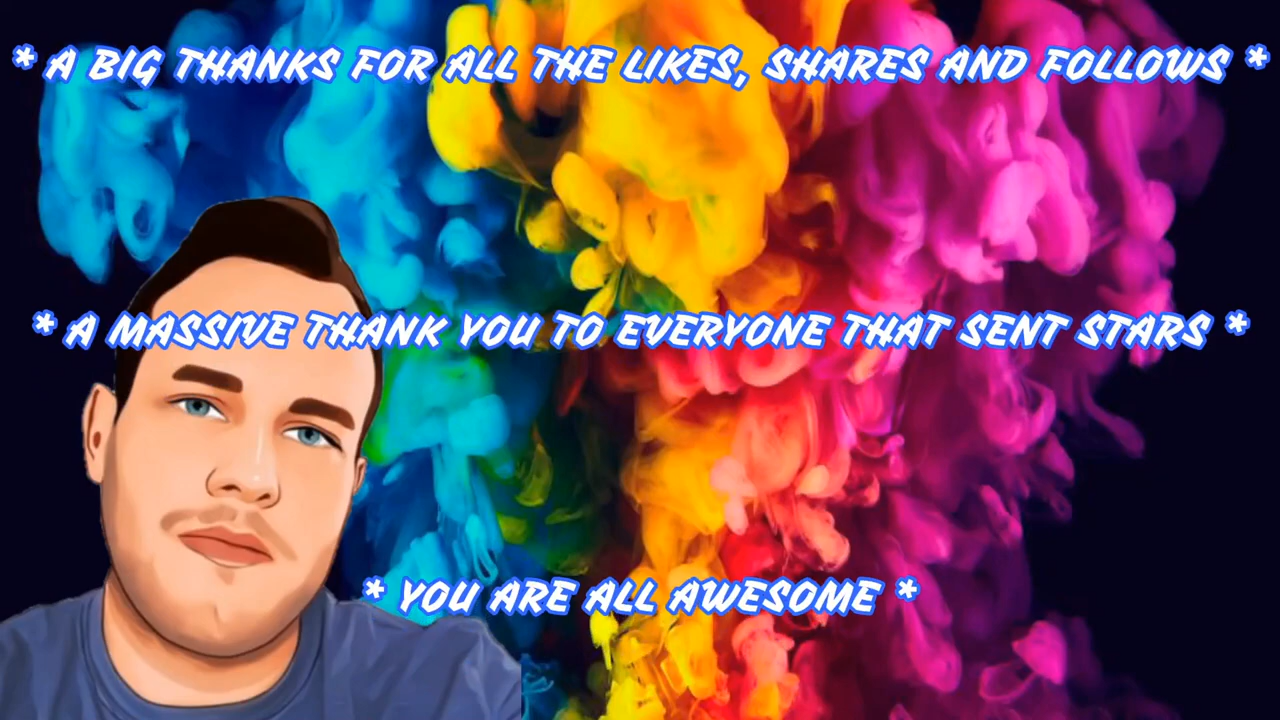 * A BIG THANKS FOR ALL THE LIKES, SHARES AND FOLLOWS *
* A MASSIVE THANK YOU TO EVERYONE THAT SENT STARS *
* YOU ARE ALL AWESOME *